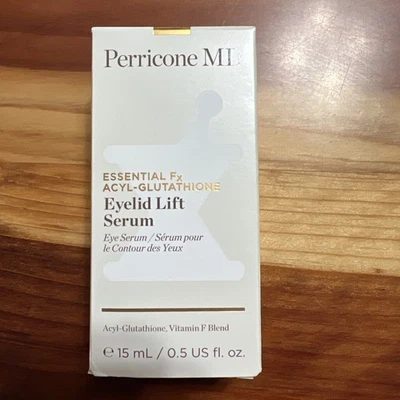 Perricone MD
ESSENTIAL Fx
ACYL-GLUTATHIONE
Eyelid Lift
Serum
Eye Serum / Sérum pour
le Contour des Yeux
Acyl-Glutathione, Vitamin F Blend
℮ 15 mL / 0.5 US fl. oz.